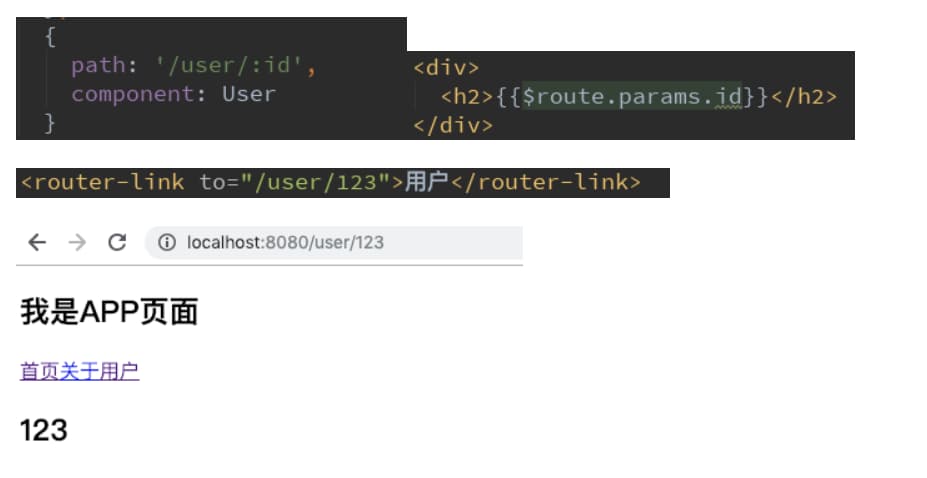 {
path: '/user/:id',
component: User
}
<div>
<h2>{{$route.params.id}}</h2>
</div>
<router-link to="/user/123">用户</router-link>
localhost:8080/user/123
我是APP页面
首页关于用户
123